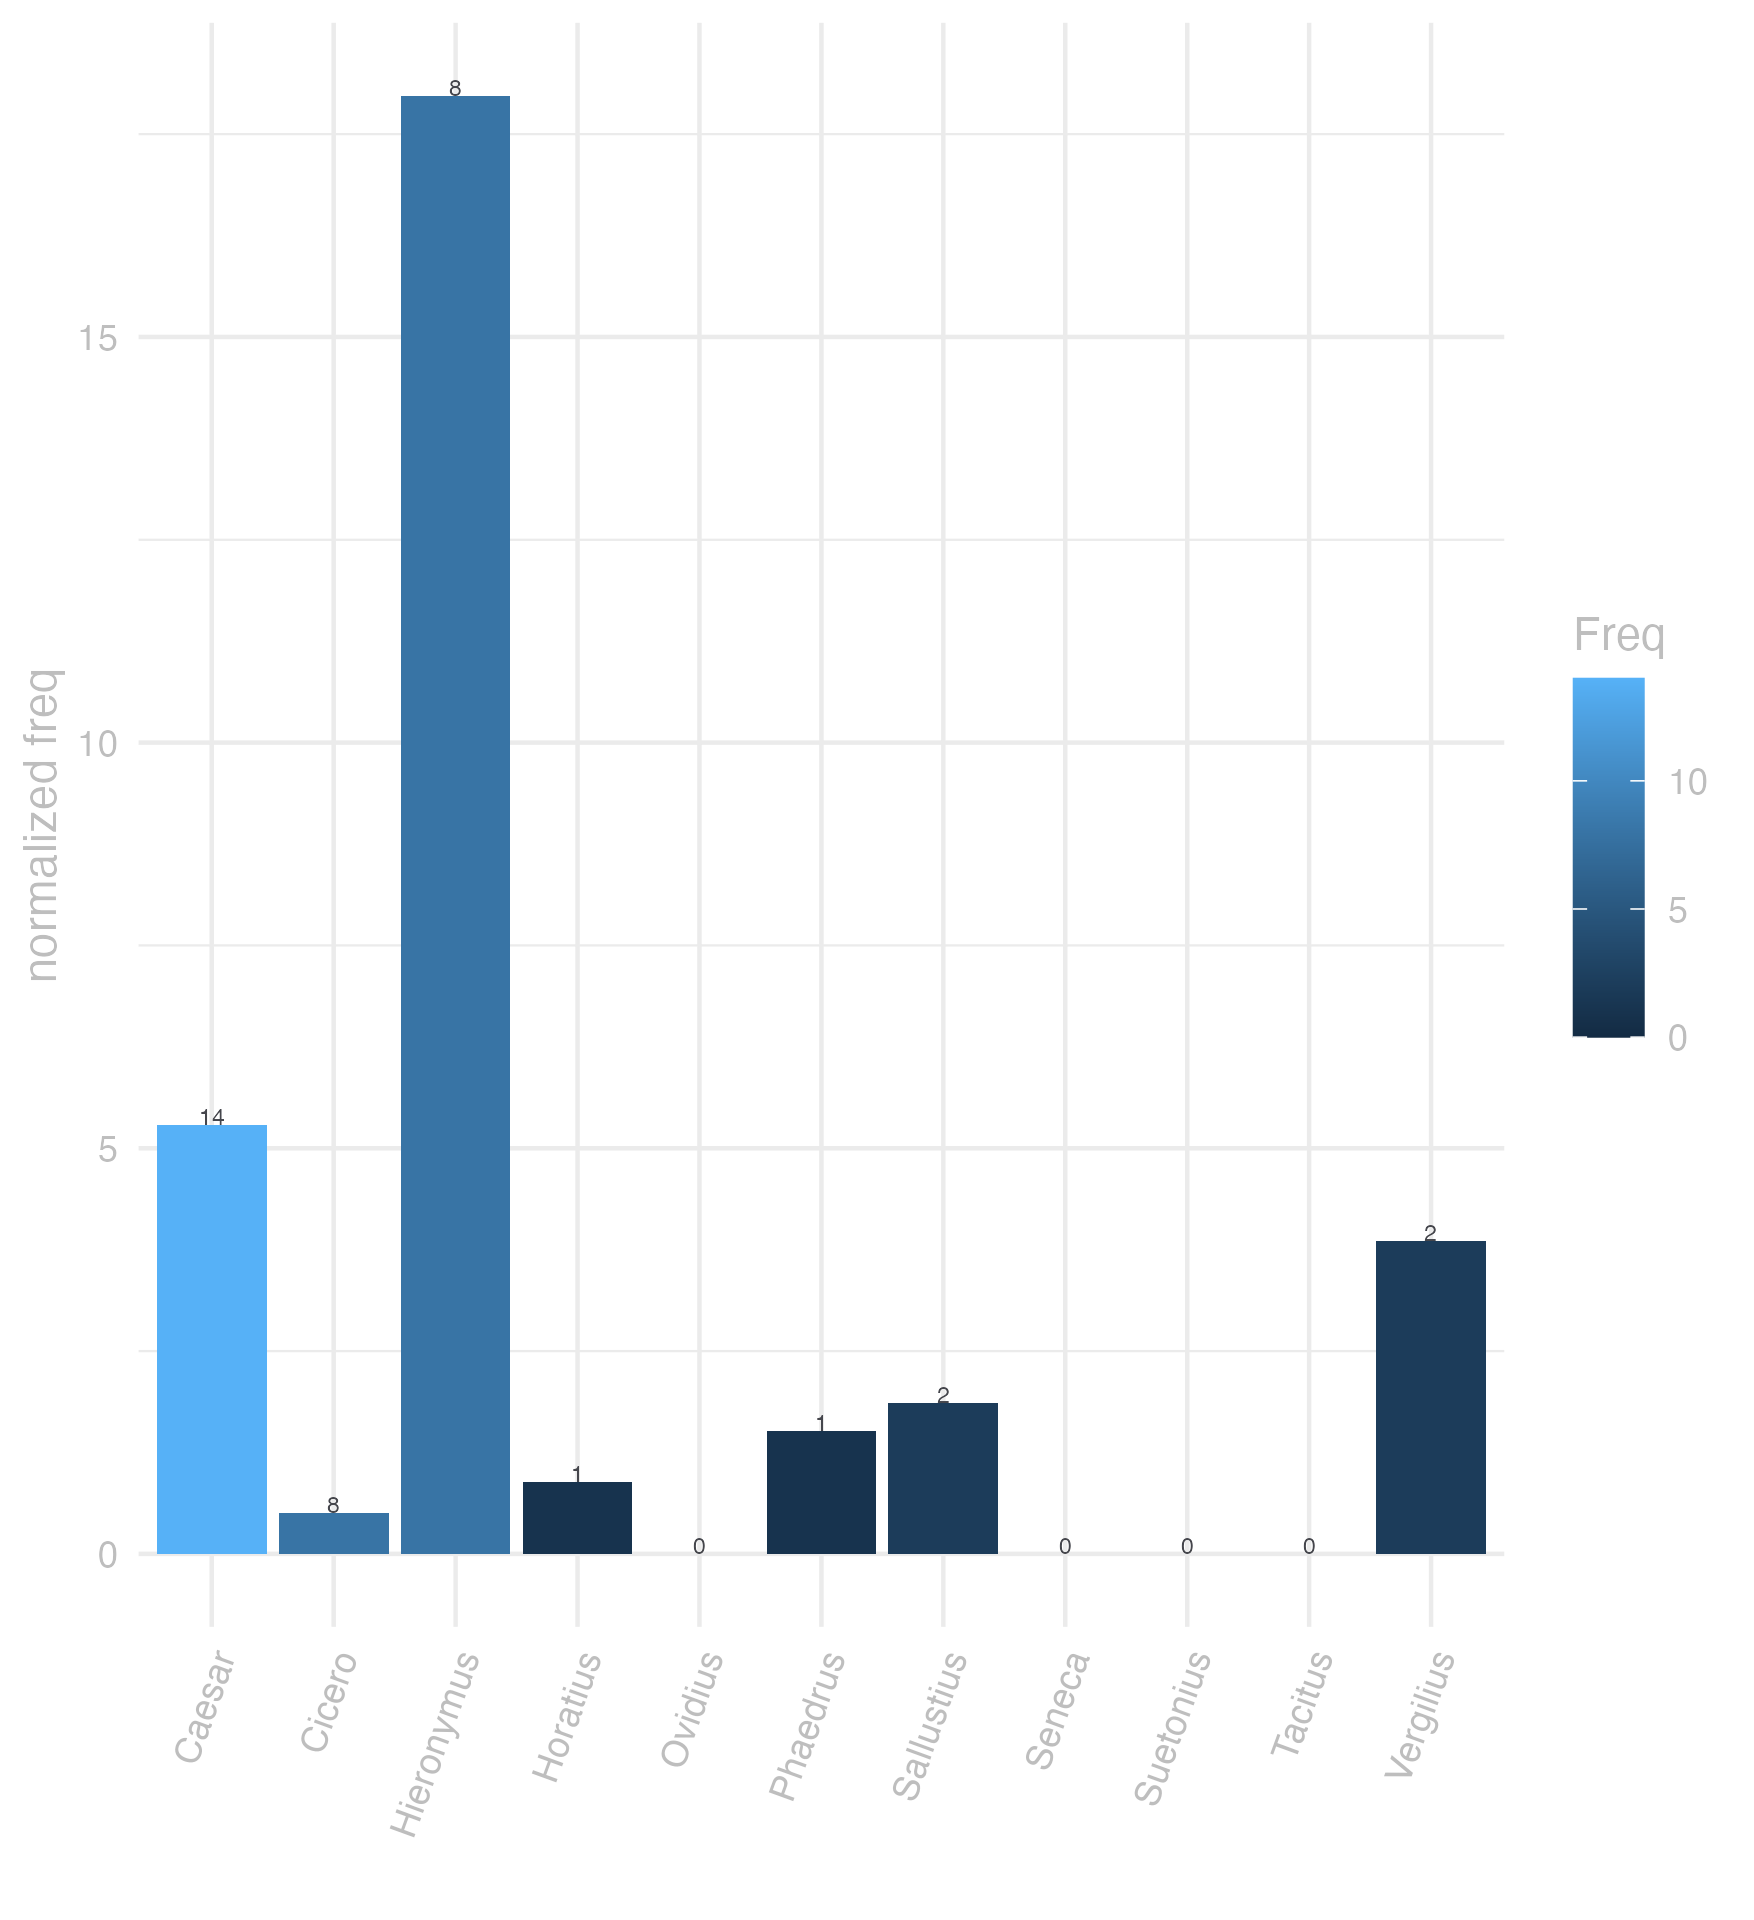 8
15
Freq
normalized freq
10
10
5
0
14
5
2
2
1
1
8
0
0
0
0
0
Caesar
Cicero
Hieronymus
Horatius
Ovidius
Phaedrus
Sallustius
Seneca
Suetonius
Tacitus
Vergilius